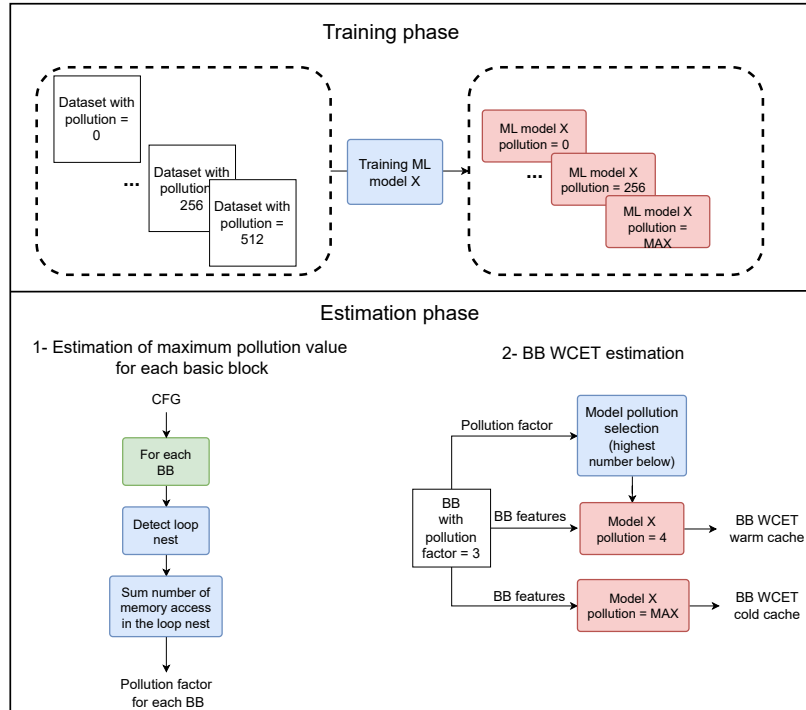 Training phase
Dataset with
pollution =
0
...
Dataset with
pollution
256
Dataset with
pollution =
512
Training ML
model X
ML model X
pollution = 0
...
ML model X
pollution = 256
ML model X
pollution =
MAX
Estimation phase
1- Estimation of maximum pollution value
for each basic block
CFG
For each
BB
Detect loop
nest
Sum number of
memory access
in the loop nest
Pollution factor
for each BB
2- BB WCET estimation
Pollution factor
Model pollution
selection
(highest
number below)
BB
with
pollution
factor = 3
BB features
Model X
pollution = 4
BB WCET
warm cache
BB features
Model X
pollution = MAX
BB WCET
cold cache